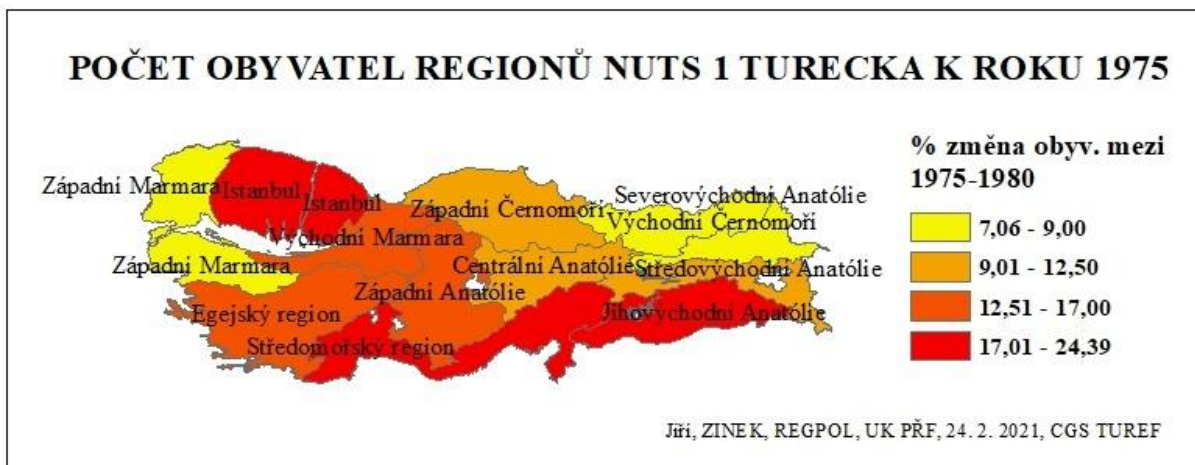 POČET OBYVATEL REGIONŮ NUTS 1 TURECKA K ROKU 1975
% změna obyv. mezi
1975-1980
7,06 - 9,00
9,01 - 12,50
12,51 - 17,00
17,01 - 24,39
Západní Marmara
Istanbul
Istanbul
Západní Černomoří
Severovýchodní Anatólie
Východní Černomoří
Východní Marmara
Západní Marmara
Centrální Anatólie
Středovýchodní Anatólie
Západní Anatólie
Egejský region
Jihovýchodní Anatólie
Středomořský region
Jiří, ZINEK, REGPOL, UK PŘF, 24. 2. 2021, CGS TUREF